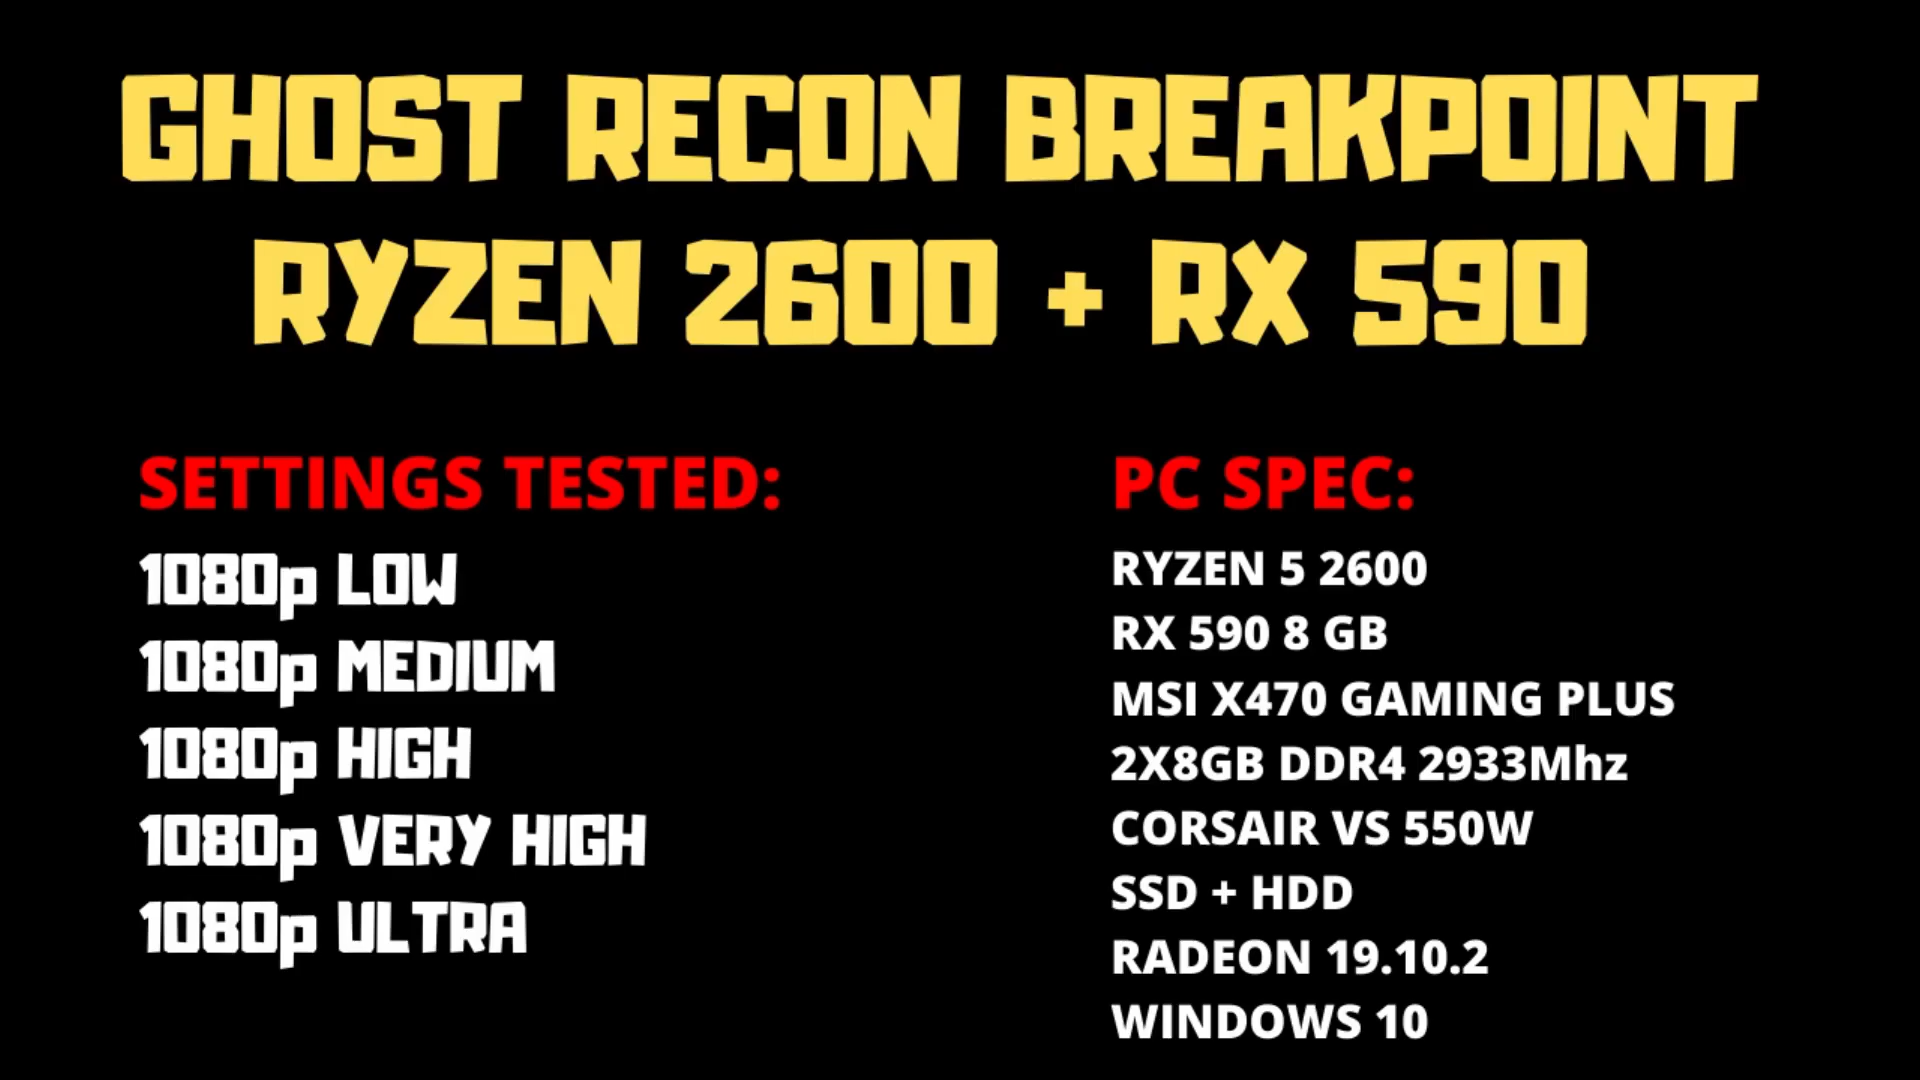 GHOST RECON BREAKPOINT
RYZEN 2600 + RX 590
SETTINGS TESTED:
1080p LOW
1080p MEDIUM
1080p HIGH
1080p VERY HIGH
1080p ULTRA
PC SPEC:
RYZEN 5 2600
RX 590 8 GB
MSI X470 GAMING PLUS
2X8GB DDR4 2933Mhz
CORSAIR VS 550W
SSD + HDD
RADEON 19.10.2
WINDOWS 10